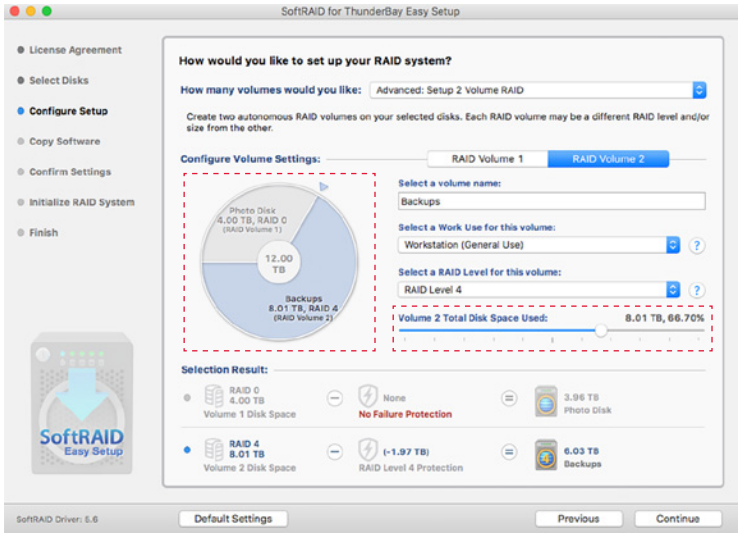 SoftRAID for ThunderBay Easy Setup
License Agreement
Select Disks
Configure Setup
Copy Software
Confirm Settings
Initialize RAID System
Finish
SoftRAID
Easy Setup
SoftRAID Driver: 5.6
How would you like to set up your RAID system?
How many volumes would you like: Advanced: Setup 2 Volume RAID
Create two autonomous RAID volumes on your selected disks. Each RAID volume may be a different RAID level and/or
size from the other.
Configure Volume Settings: RAID Volume 1 RAID Volume 2
Photo Disk
4.00 TB, RAID 0
(RAID Volume 1)
12.00
TB
Backups
8.01 TB, RAID 4
(RAID Volume 2)
Select a volume name:
Backups
Select a Work Use for this volume:
Workstation (General Use) ?
Select a RAID Level for this volume:
RAID Level 4 ?
Volume 2 Total Disk Space Used: 8.01 TB, 66.70%
Selection Result:
RAID 0
4.00 TB
Volume 1 Disk Space
None
No Failure Protection
3.96 TB
Photo Disk
RAID 4
8.01 TB
Volume 2 Disk Space
(-1.97 TB)
RAID Level 4 Protection
4
6.03 TB
Backups
Default Settings Previous Continue